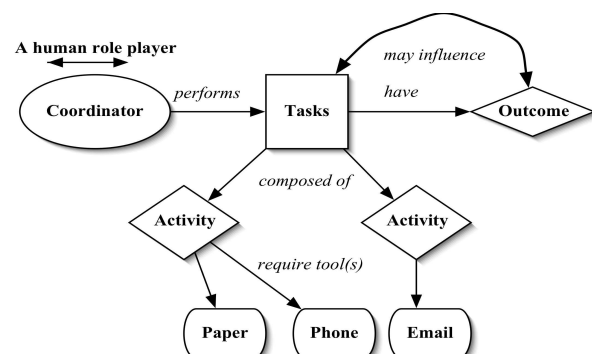 A human role player
may influence
Coordinator
performs
Tasks
have
Outcome
composed of
Activity
Activity
require tool(s)
Paper
Phone
Email